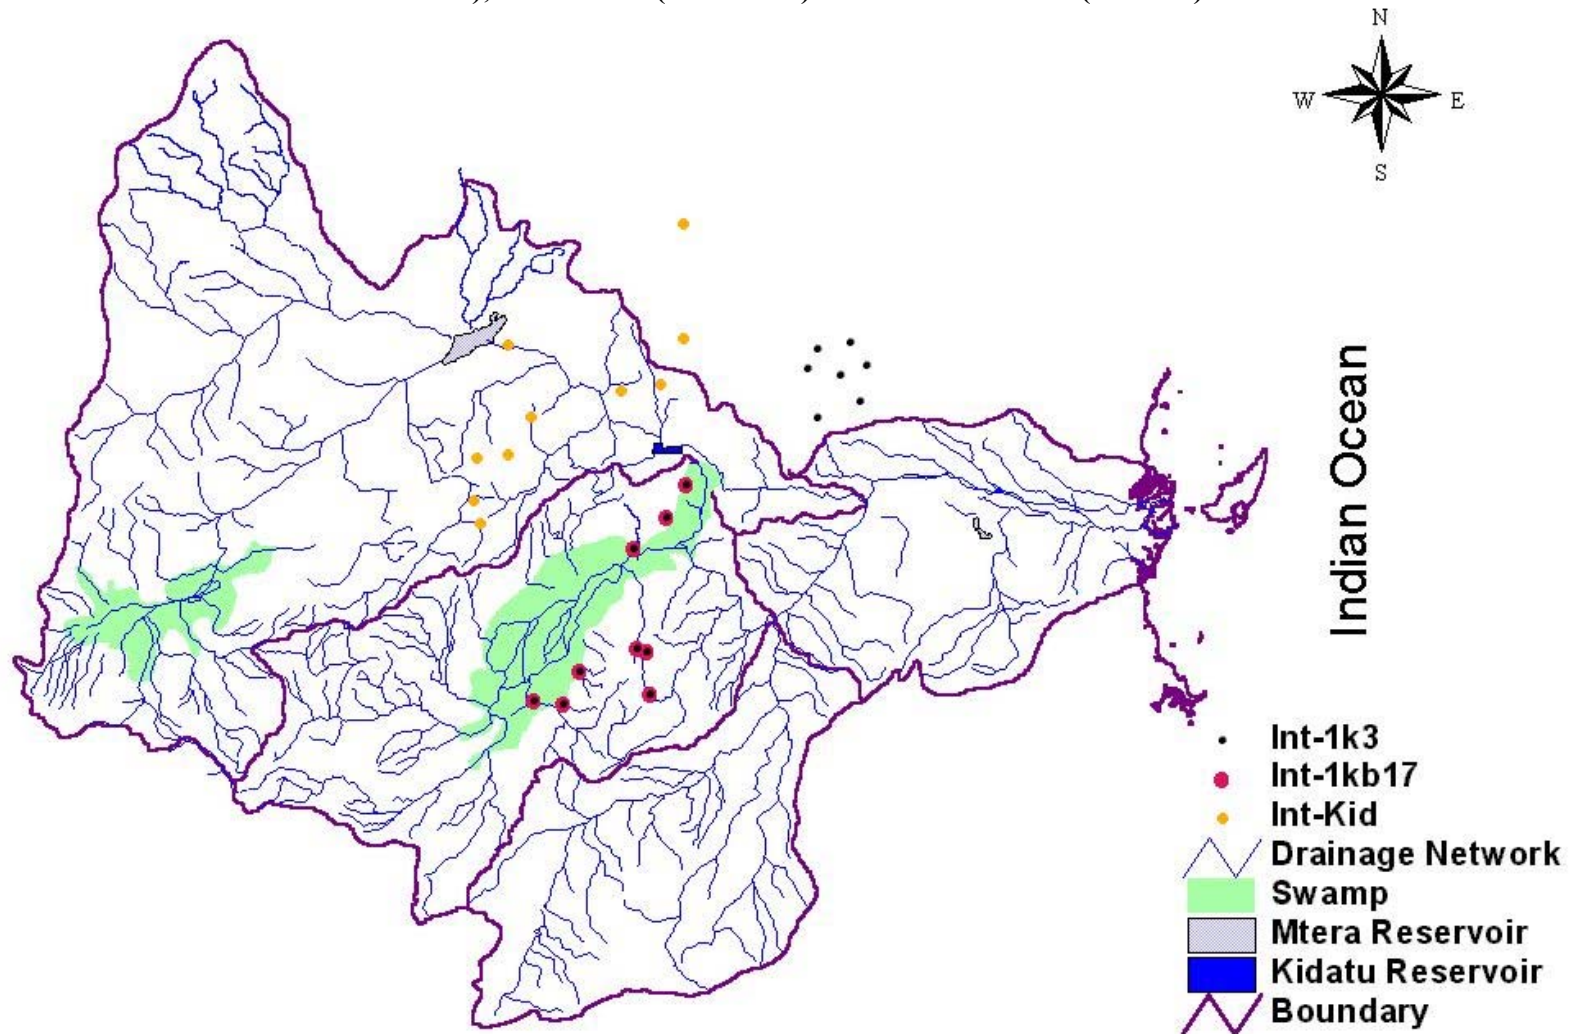 N
W E
S
Indian Ocean
Int-1k3
Int-1kb17
Int-Kid
Drainage Network
Swamp
Mtera Reservoir
Kidatu Reservoir
Boundary